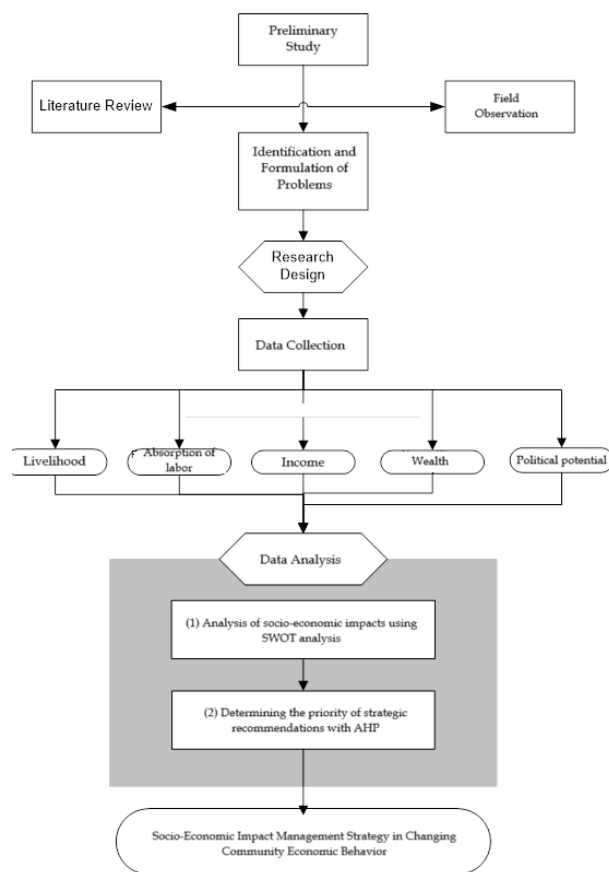 Preliminary
Study
Literature Review
Field
Observation
Identification and
Formulation of
Problems
Research
Design
Data Collection
Livelihood
Absorption of
labor
Income
Wealth
Political potential
Data Analysis
(1) Analysis of socio-economic impacts using
SWOT analysis
(2) Determining the priority of strategic
recommendations with AHP
Socio-Economic Impact Management Strategy in Changing
Community Economic Behavior